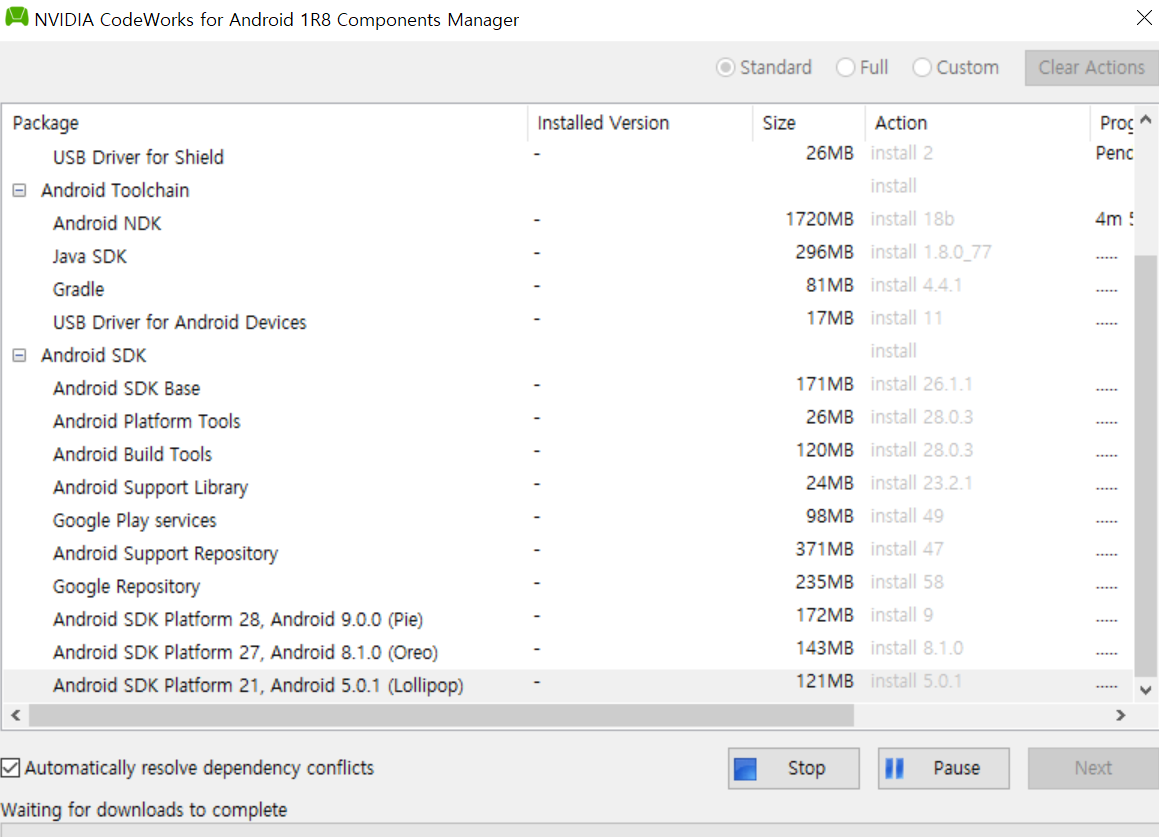 NVIDIA CodeWorks for Android 1R8 Components Manager
Standard Full Custom Clear Actions
Package Installed Version Size Action Prog
USB Driver for Shield - 26MB install 2 Pend
Android Toolchain install
Android NDK - 1720MB install 18b 4m 5
Java SDK - 296MB install 1.8.0_77 .....
Gradle - 81MB install 4.4.1 .....
USB Driver for Android Devices - 17MB install 11 .....
Android SDK install
Android SDK Base - 171MB install 26.1.1 .....
Android Platform Tools - 26MB install 28.0.3 .....
Android Build Tools - 120MB install 28.0.3 .....
Android Support Library - 24MB install 23.2.1 .....
Google Play services - 98MB install 49 .....
Android Support Repository - 371MB install 47 .....
Google Repository - 235MB install 58 .....
Android SDK Platform 28, Android 9.0.0 (Pie) - 172MB install 9 .....
Android SDK Platform 27, Android 8.1.0 (Oreo) - 143MB install 8.1.0 .....
Android SDK Platform 21, Android 5.0.1 (Lollipop) - 121MB install 5.0.1 .....
Automatically resolve dependency conflicts Stop Pause Next
Waiting for downloads to complete